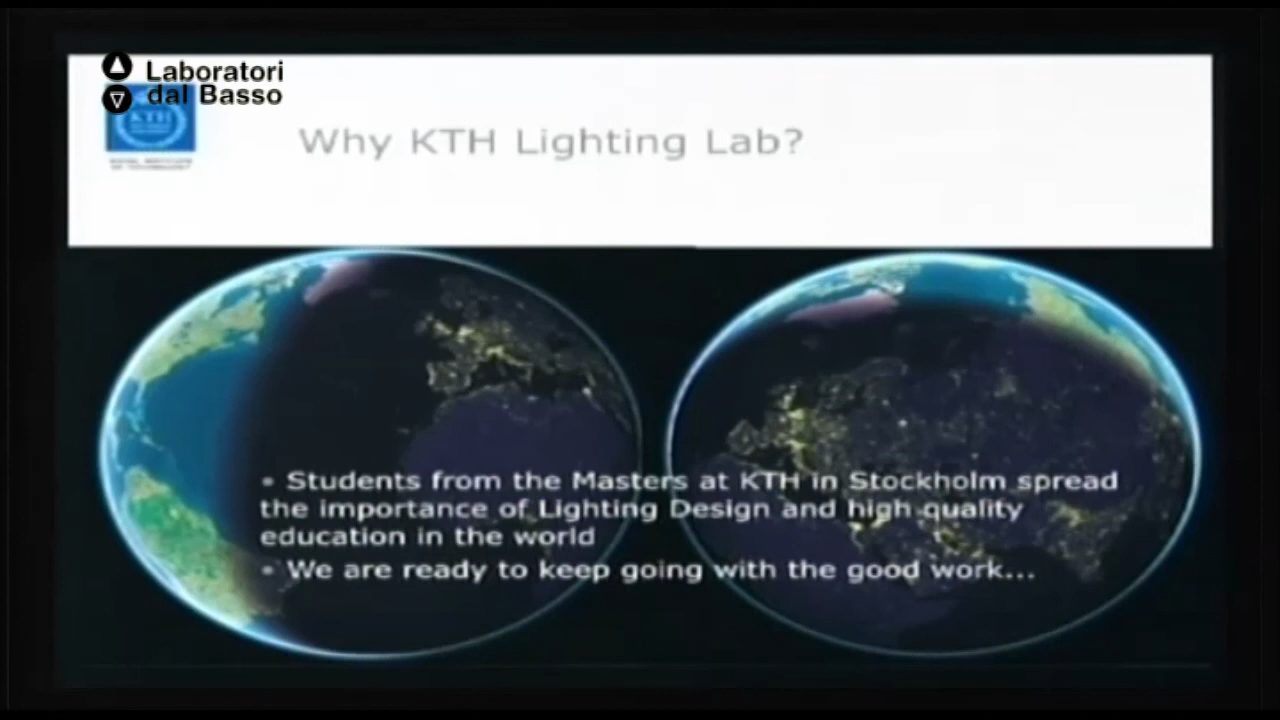 Laboratori
dal Basso
KTH
Why KTH Lighting Lab?
• Students from the Masters at KTH in Stockholm spread
the importance of Lighting Design and high quality
education in the world
• We are ready to keep going with the good work...